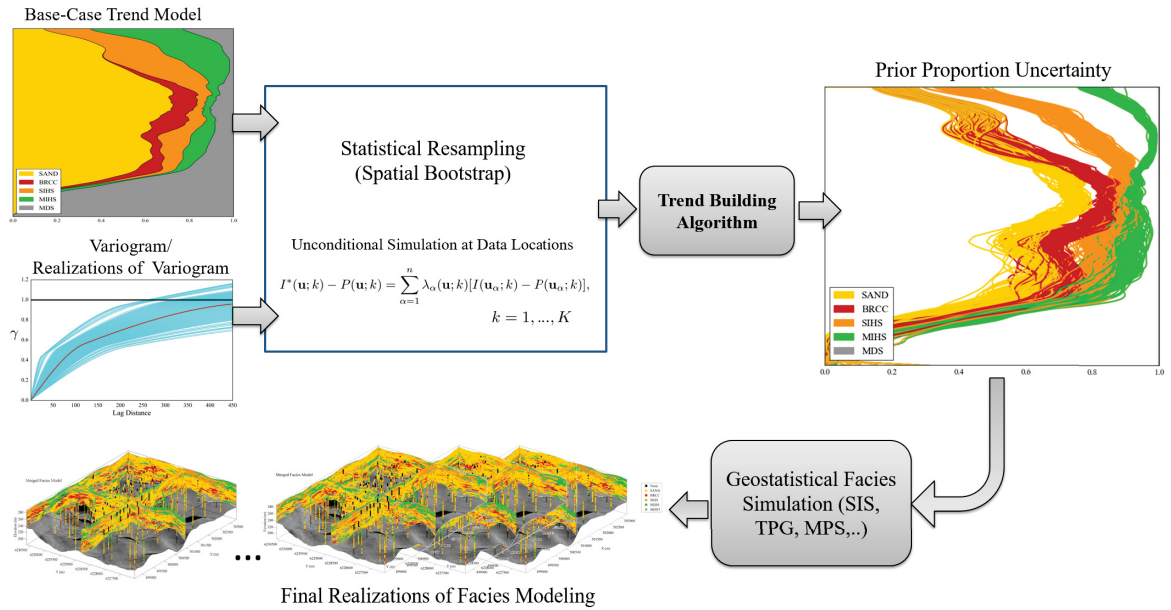 Base-Case Trend Model
SAND
BRCC
SIHS
MIHS
MDS
0.0 0.2 0.4 0.6 0.8 1.0
Variogram/
Realizations of Variogram
γ
1.2
1.0
0.8
0.6
0.4
0.2
0.0
50 100 150 200 250 300 350 400 450
Lag Distance
Statistical Resampling
(Spatial Bootstrap)
Unconditional Simulation at Data Locations
I*(u; k) − P(u; k) = ∑ⁿ_{α=1} λ_α(u; k)[I(u_α; k) − P(u_α; k)],
k = 1, ..., K
Trend Building
Algorithm
Prior Proportion Uncertainty
SAND
BRCC
SIHS
MIHS
MDS
0.0 0.2 0.4 0.6 0.8 1.0
Geostatistical Facies
Simulation (SIS,
TPG, MPS,..)
Merged Facies Model
Merged Facies Model
X (m)
Y (m)
X (m)
Y (m)
...
Final Realizations of Facies Modeling